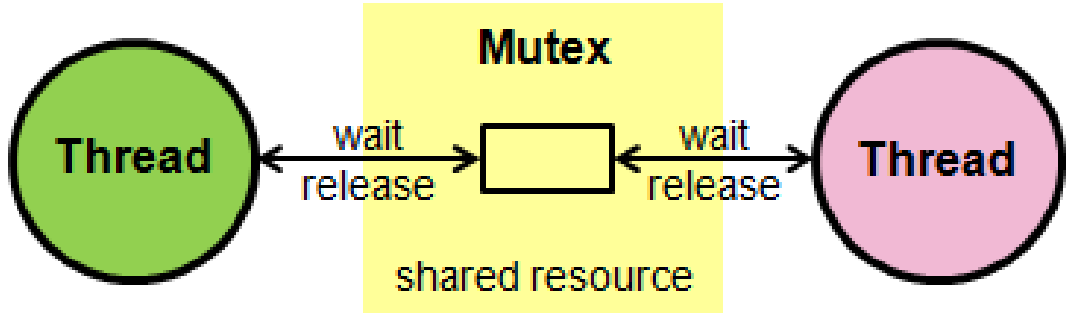 Mutex
Thread
wait
release
wait
release
Thread
shared resource